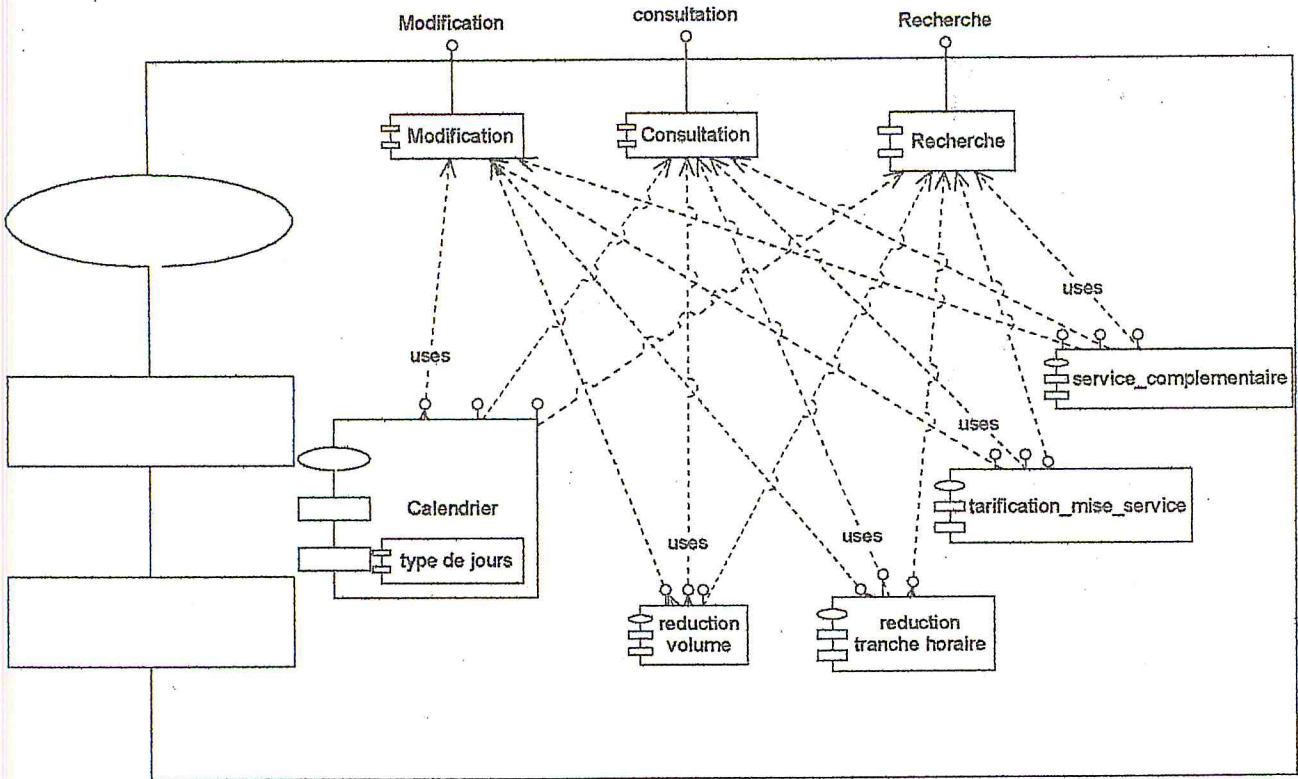 Modification
consultation
Recherche
Modification
Consultation
Recherche
uses
service_complementaire
uses
uses
tarification_mise_service
Calendrier
type de jours
uses
uses
reduction
volume
reduction
tranche horaire